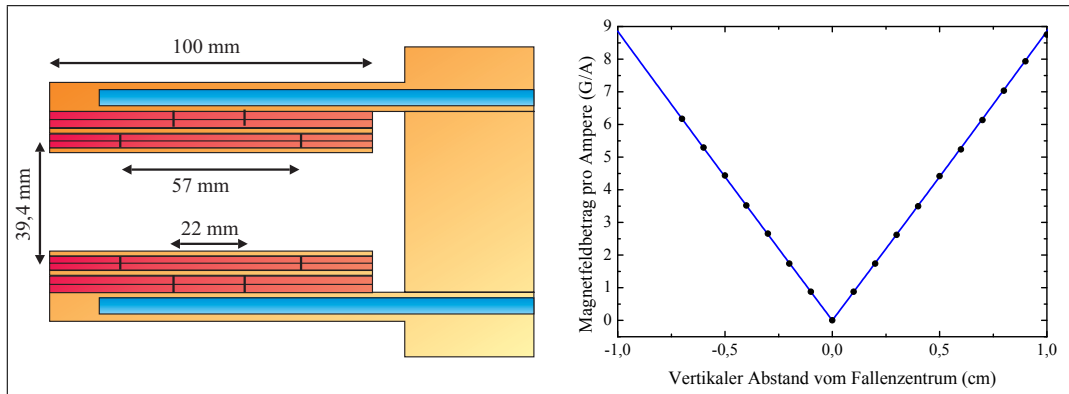 100 mm
39,4 mm
57 mm
22 mm
Magnetfeldbetrag pro Ampere (G/A)
9
8
7
6
5
4
3
2
1
0
-1,0 -0,5 0,0 0,5 1,0
Vertikaler Abstand vom Fallenzentrum (cm)